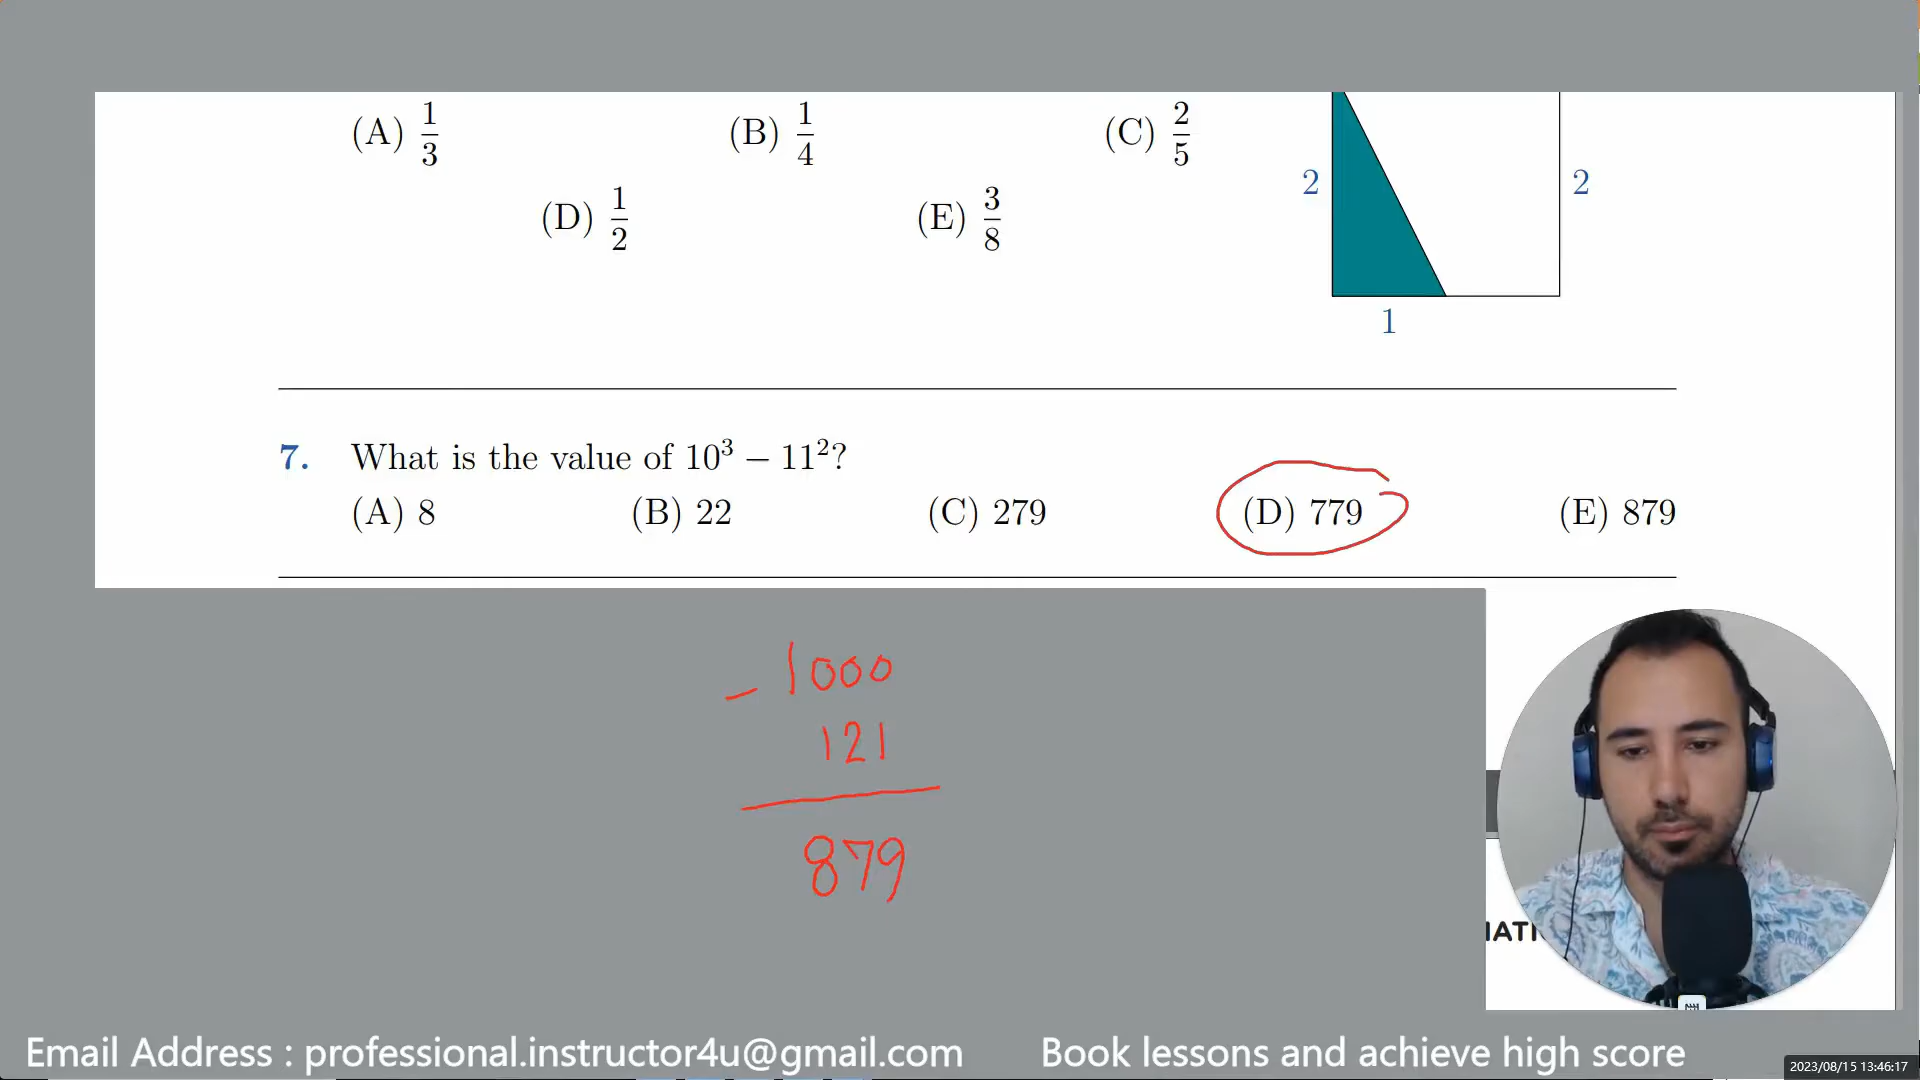 (A) 1/3 (B) 1/4 (C) 2/5
2 2
(D) 1/2 (E) 3/8
1
7. What is the value of 10³ − 11²?
(A) 8 (B) 22 (C) 279 (D) 779 (E) 879
− 1000
121
879
Email Address : professional.instructor4u@gmail.com Book lessons and achieve high score
2023/08/15 13:46:17